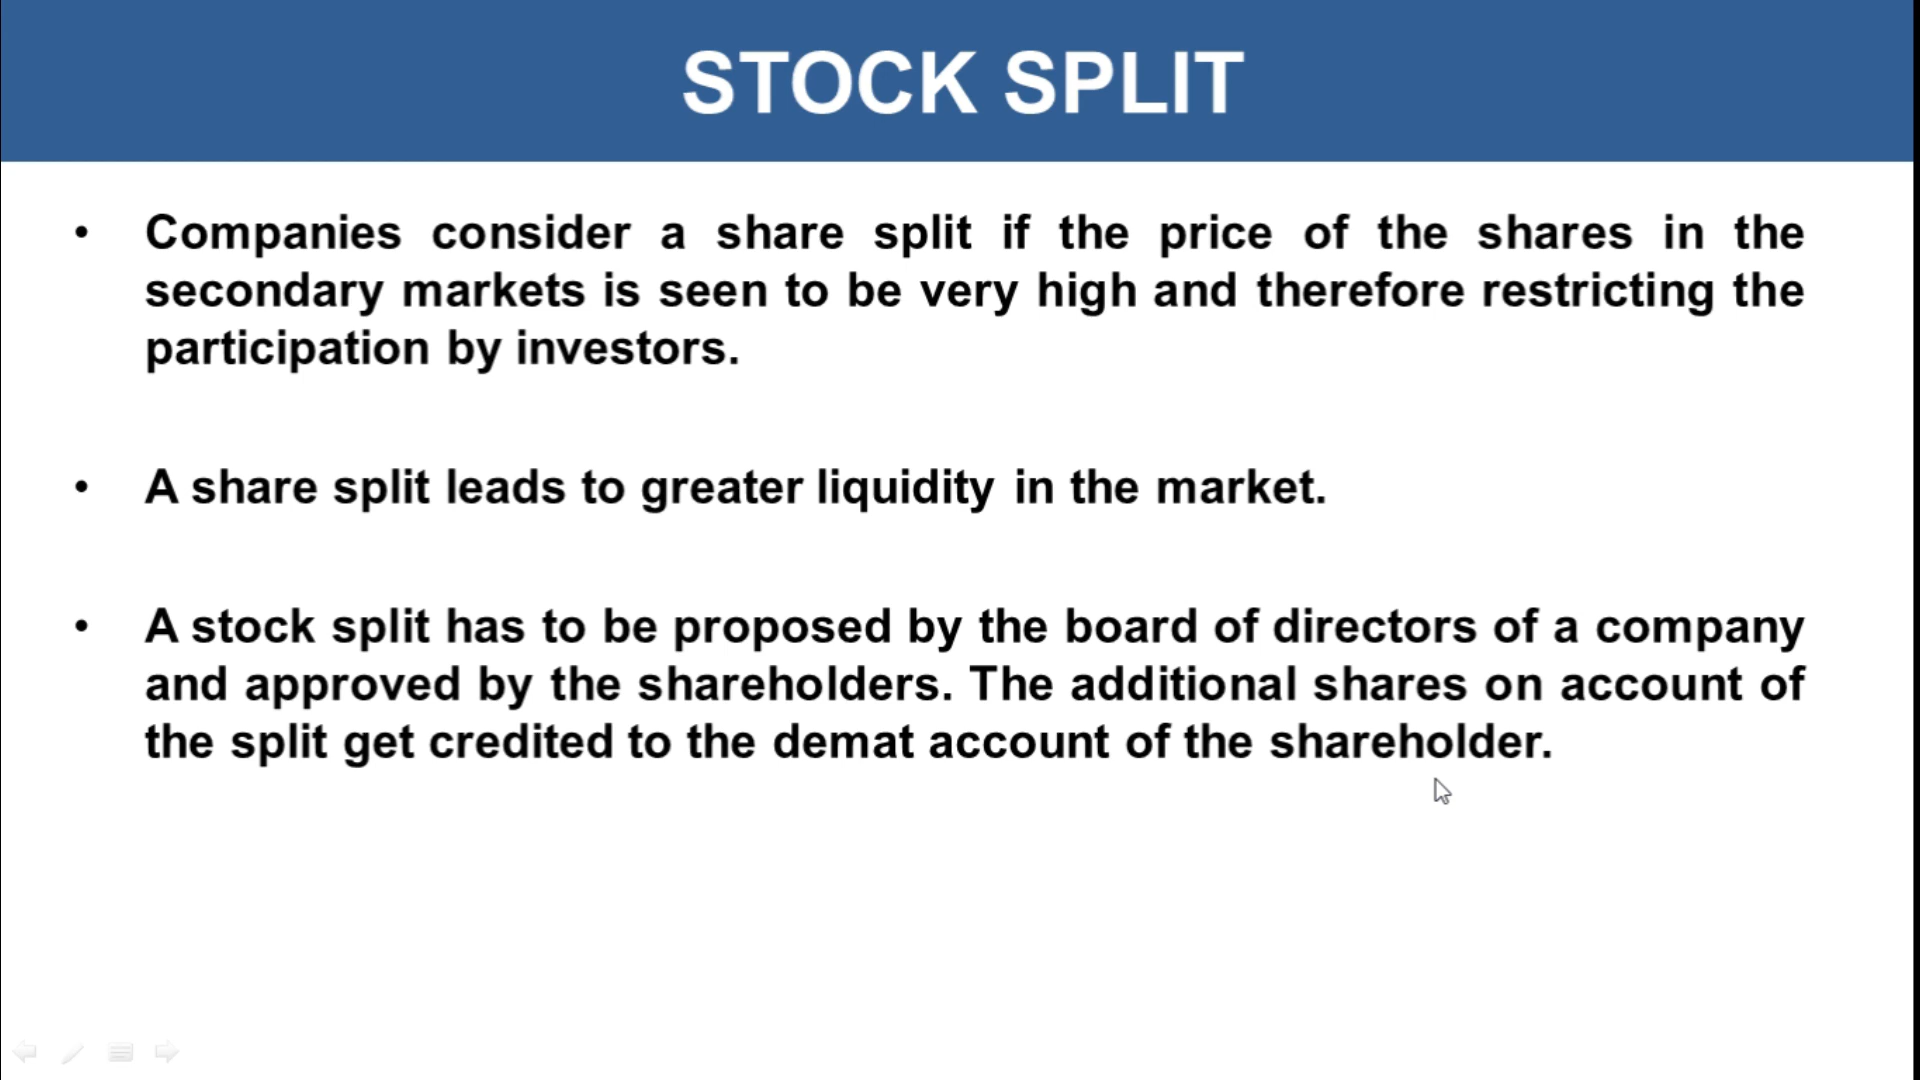 STOCK SPLIT
• Companies consider a share split if the price of the shares in the
secondary markets is seen to be very high and therefore restricting the
participation by investors.
• A share split leads to greater liquidity in the market.
• A stock split has to be proposed by the board of directors of a company
and approved by the shareholders. The additional shares on account of
the split get credited to the demat account of the shareholder.